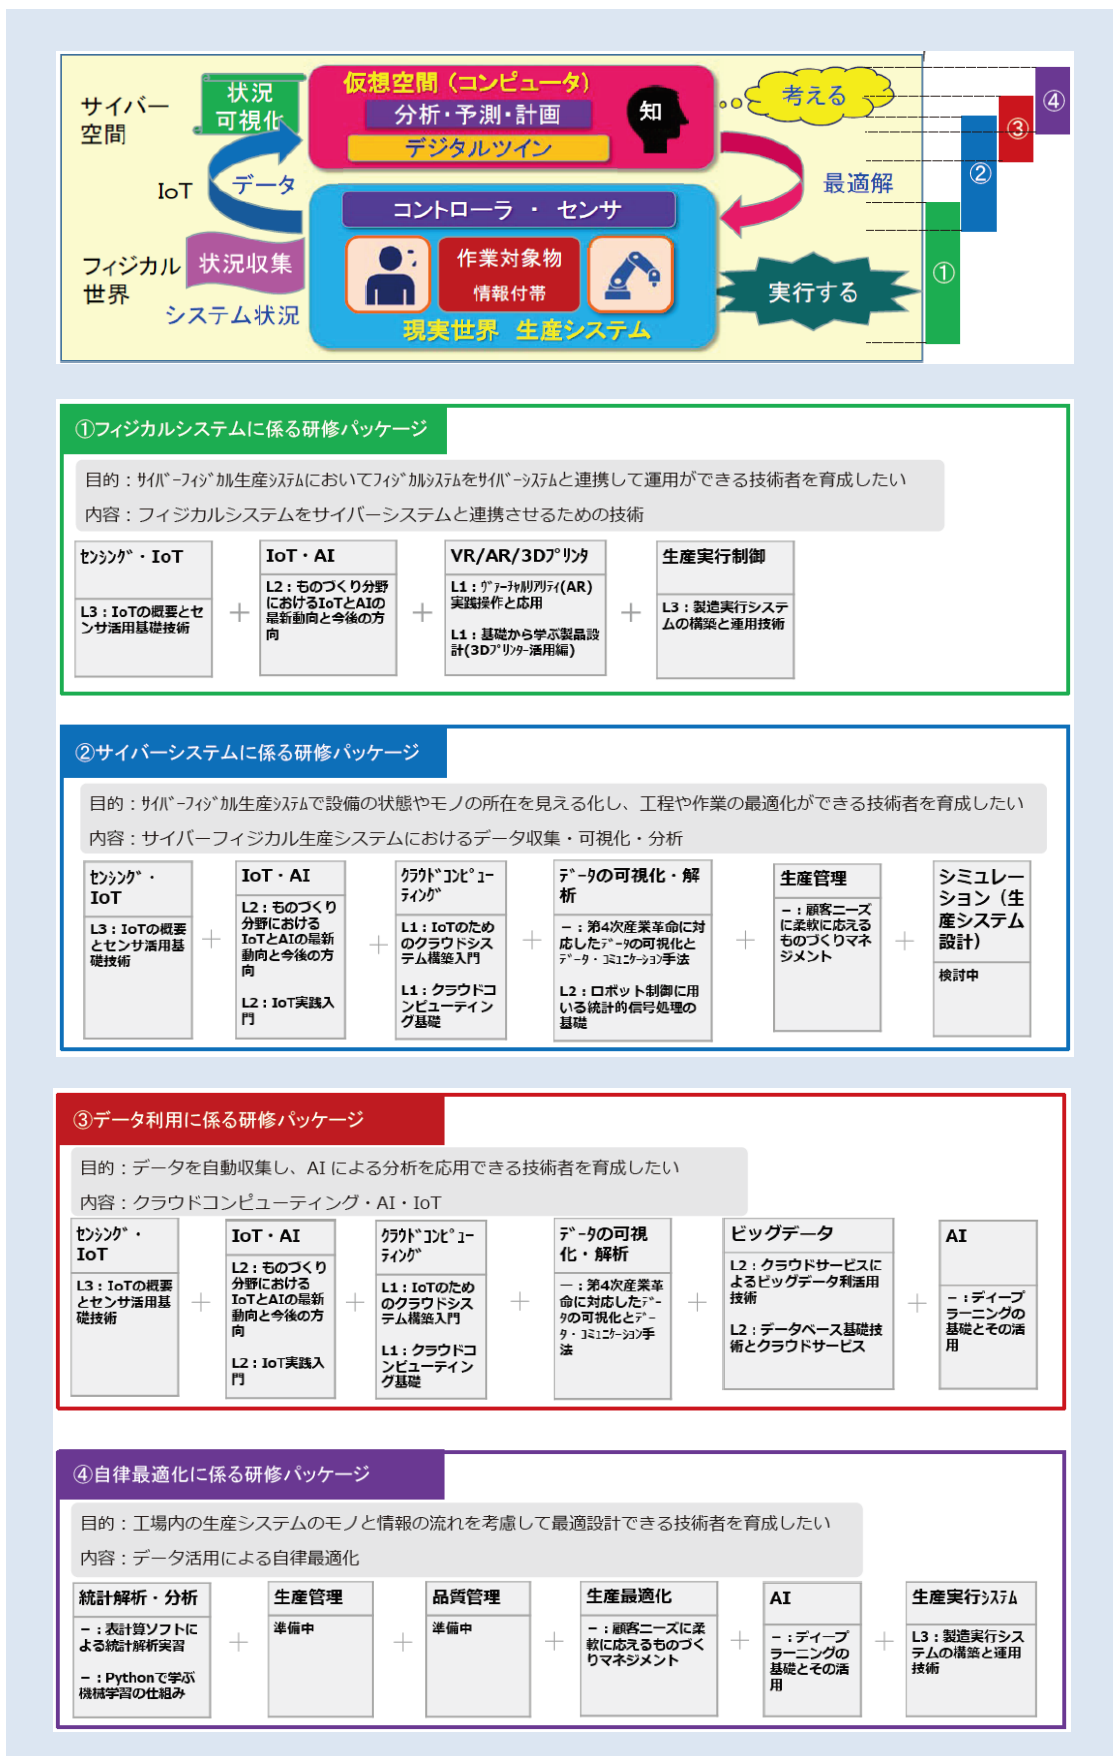 サイバー
空間
状況
可視化
仮想空間（コンピュータ）
分析・予測・計画
デジタルツイン
知
考える
IoT
データ
最適解
コントローラ ・ センサ
フィジカル
世界
状況収集
システム状況
作業対象物
情報付帯
現実世界 生産システム
実行する
①
②
③
④
①フィジカルシステムに係る研修パッケージ
目的：ｻｲﾊﾞｰﾌｨｼﾞｶﾙ生産ｼｽﾃﾑにおいてﾌｨｼﾞｶﾙｼｽﾃﾑをｻｲﾊﾞｰｼｽﾃﾑと連携して運用ができる技術者を育成したい
内容：フィジカルシステムをサイバーシステムと連携させるための技術
ｾﾝｼﾝｸﾞ・IoT
L3：IoTの概要とセ
ンサ活用基礎技術
＋
IoT・AI
L2：ものづくり分野
におけるIoTとAIの
最新動向と今後の方
向
＋
VR/AR/3Dﾌﾟﾘﾝﾀ
L1：ｳﾞｧｰﾁｬﾙﾘｱﾘﾃｨ(AR)
実践操作と応用
L1：基礎から学ぶ製品設
計(3Dﾌﾟﾘﾝﾀｰ活用編)
＋
生産実行制御
L3：製造実行システ
ムの構築と運用技術
②サイバーシステムに係る研修パッケージ
目的：ｻｲﾊﾞｰﾌｨｼﾞｶﾙ生産ｼｽﾃﾑで設備の状態やモノの所在を見える化し、工程や作業の最適化ができる技術者を育成したい
内容：サイバーフィジカル生産システムにおけるデータ収集・可視化・分析
ｾﾝｼﾝｸﾞ・
IoT
L3：IoTの概要
とセンサ活用基
礎技術
＋
IoT・AI
L2：ものづくり
分野における
IoTとAIの最新
動向と今後の方
向
L2：IoT実践入
門
＋
ｸﾗｳﾄﾞｺﾝﾋﾟｭｰ
ﾃｨﾝｸﾞ
L1：IoTのため
のクラウドシス
テム構築入門
L1：クラウドコ
ンピューティン
グ基礎
＋
ﾃﾞｰﾀの可視化・解
析
－：第4次産業革命に対
応したﾃﾞｰﾀの可視化と
ﾃﾞｰﾀ・ｺﾐｭﾆｹｰｼｮﾝ手法
L2：ロボット制御に用
いる統計的信号処理の
基礎
＋
生産管理
－：顧客ニーズ
に柔軟に応える
ものづくりマネ
ジメント
＋
シミュレー
ション（生
産システム
設計）
検討中
③データ利用に係る研修パッケージ
目的：データを自動収集し、AI による分析を応用できる技術者を育成したい
内容：クラウドコンピューティング・AI・IoT
ｾﾝｼﾝｸﾞ・
IoT
L3：IoTの概要
とセンサ活用基
礎技術
＋
IoT・AI
L2：ものづくり
分野における
IoTとAIの最新
動向と今後の方
向
L2：IoT実践入
門
＋
ｸﾗｳﾄﾞｺﾝﾋﾟｭｰ
ﾃｨﾝｸﾞ
L1：IoTのため
のクラウドシス
テム構築入門
L1：クラウドコ
ンピューティン
グ基礎
＋
ﾃﾞｰﾀの可視
化・解析
－：第4次産業革
命に対応したﾃﾞｰ
ﾀの可視化とﾃﾞｰ
ﾀ・ｺﾐｭﾆｹｰｼｮﾝ手
法
＋
ビッグデータ
L2：クラウドサービスに
よるビッグデータ利活用
技術
L2：データベース基礎技
術とクラウドサービス
＋
AI
－：ディープ
ラーニングの
基礎とその活
用
④自律最適化に係る研修パッケージ
目的：工場内の生産システムのモノと情報の流れを考慮して最適設計できる技術者を育成したい
内容：データ活用による自律最適化
統計解析・分析
－：表計算ソフトに
よる統計解析実習
－：Pythonで学ぶ
機械学習の仕組み
＋
生産管理
準備中
＋
品質管理
準備中
＋
生産最適化
－：顧客ニーズに柔
軟に応えるものづく
りマネジメント
＋
AI
－：ディープ
ラーニングの
基礎とその活
用
＋
生産実行ｼｽﾃﾑ
L3：製造実行シス
テムの構築と運用
技術